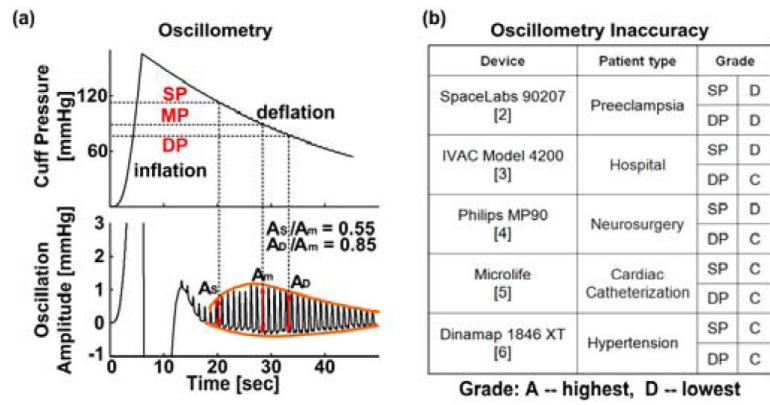 (a)
Oscillometry
Cuff Pressure
[mmHg]
120
60
SP
MP
DP
deflation
inflation
Oscillation
Amplitude [mmHg]
3
2
1
0
-1
As/Am = 0.55
AD/Am = 0.85
As
Am
AD
0
20
40
Time [sec]
(b)
Oscillometry Inaccuracy
Device Patient type Grade
SpaceLabs 90207
[2]
Preeclampsia
SP D
DP D
IVAC Model 4200
[3]
Hospital
SP D
DP C
Philips MP90
[4]
Neurosurgery
SP D
DP C
Microlife
[5]
Cardiac
Catheterization
SP C
DP C
Dinamap 1846 XT
[6]
Hypertension
SP C
DP C
Grade: A -- highest, D -- lowest